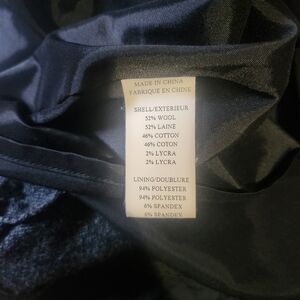 MADE IN CHINA
FABRIQUE EN CHINE
SHELL/EXTERIEUR
52% WOOL
52% LAINE
46% COTTON
46% COTON
2% LYCRA
2% LYCRA
LINING/DOUBLURE
94% POLYESTER
94% POLYESTER
6% SPANDEX
6% SPANDEX